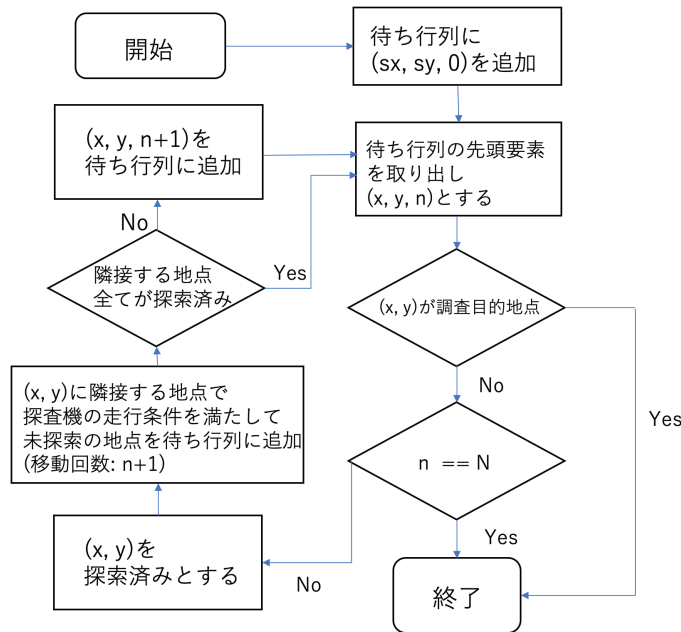 開始
待ち行列に
(sx, sy, 0)を追加
(x, y, n+1)を
待ち行列に追加
待ち行列の先頭要素
を取り出し
(x, y, n)とする
No
隣接する地点
全てが探索済み
Yes
(x, y)が調査目的地点
(x, y)に隣接する地点で
探査機の走行条件を満たして
未探索の地点を待ち行列に追加
(移動回数: n+1)
No
Yes
n == N
(x, y)を
探索済みとする
No
Yes
終了